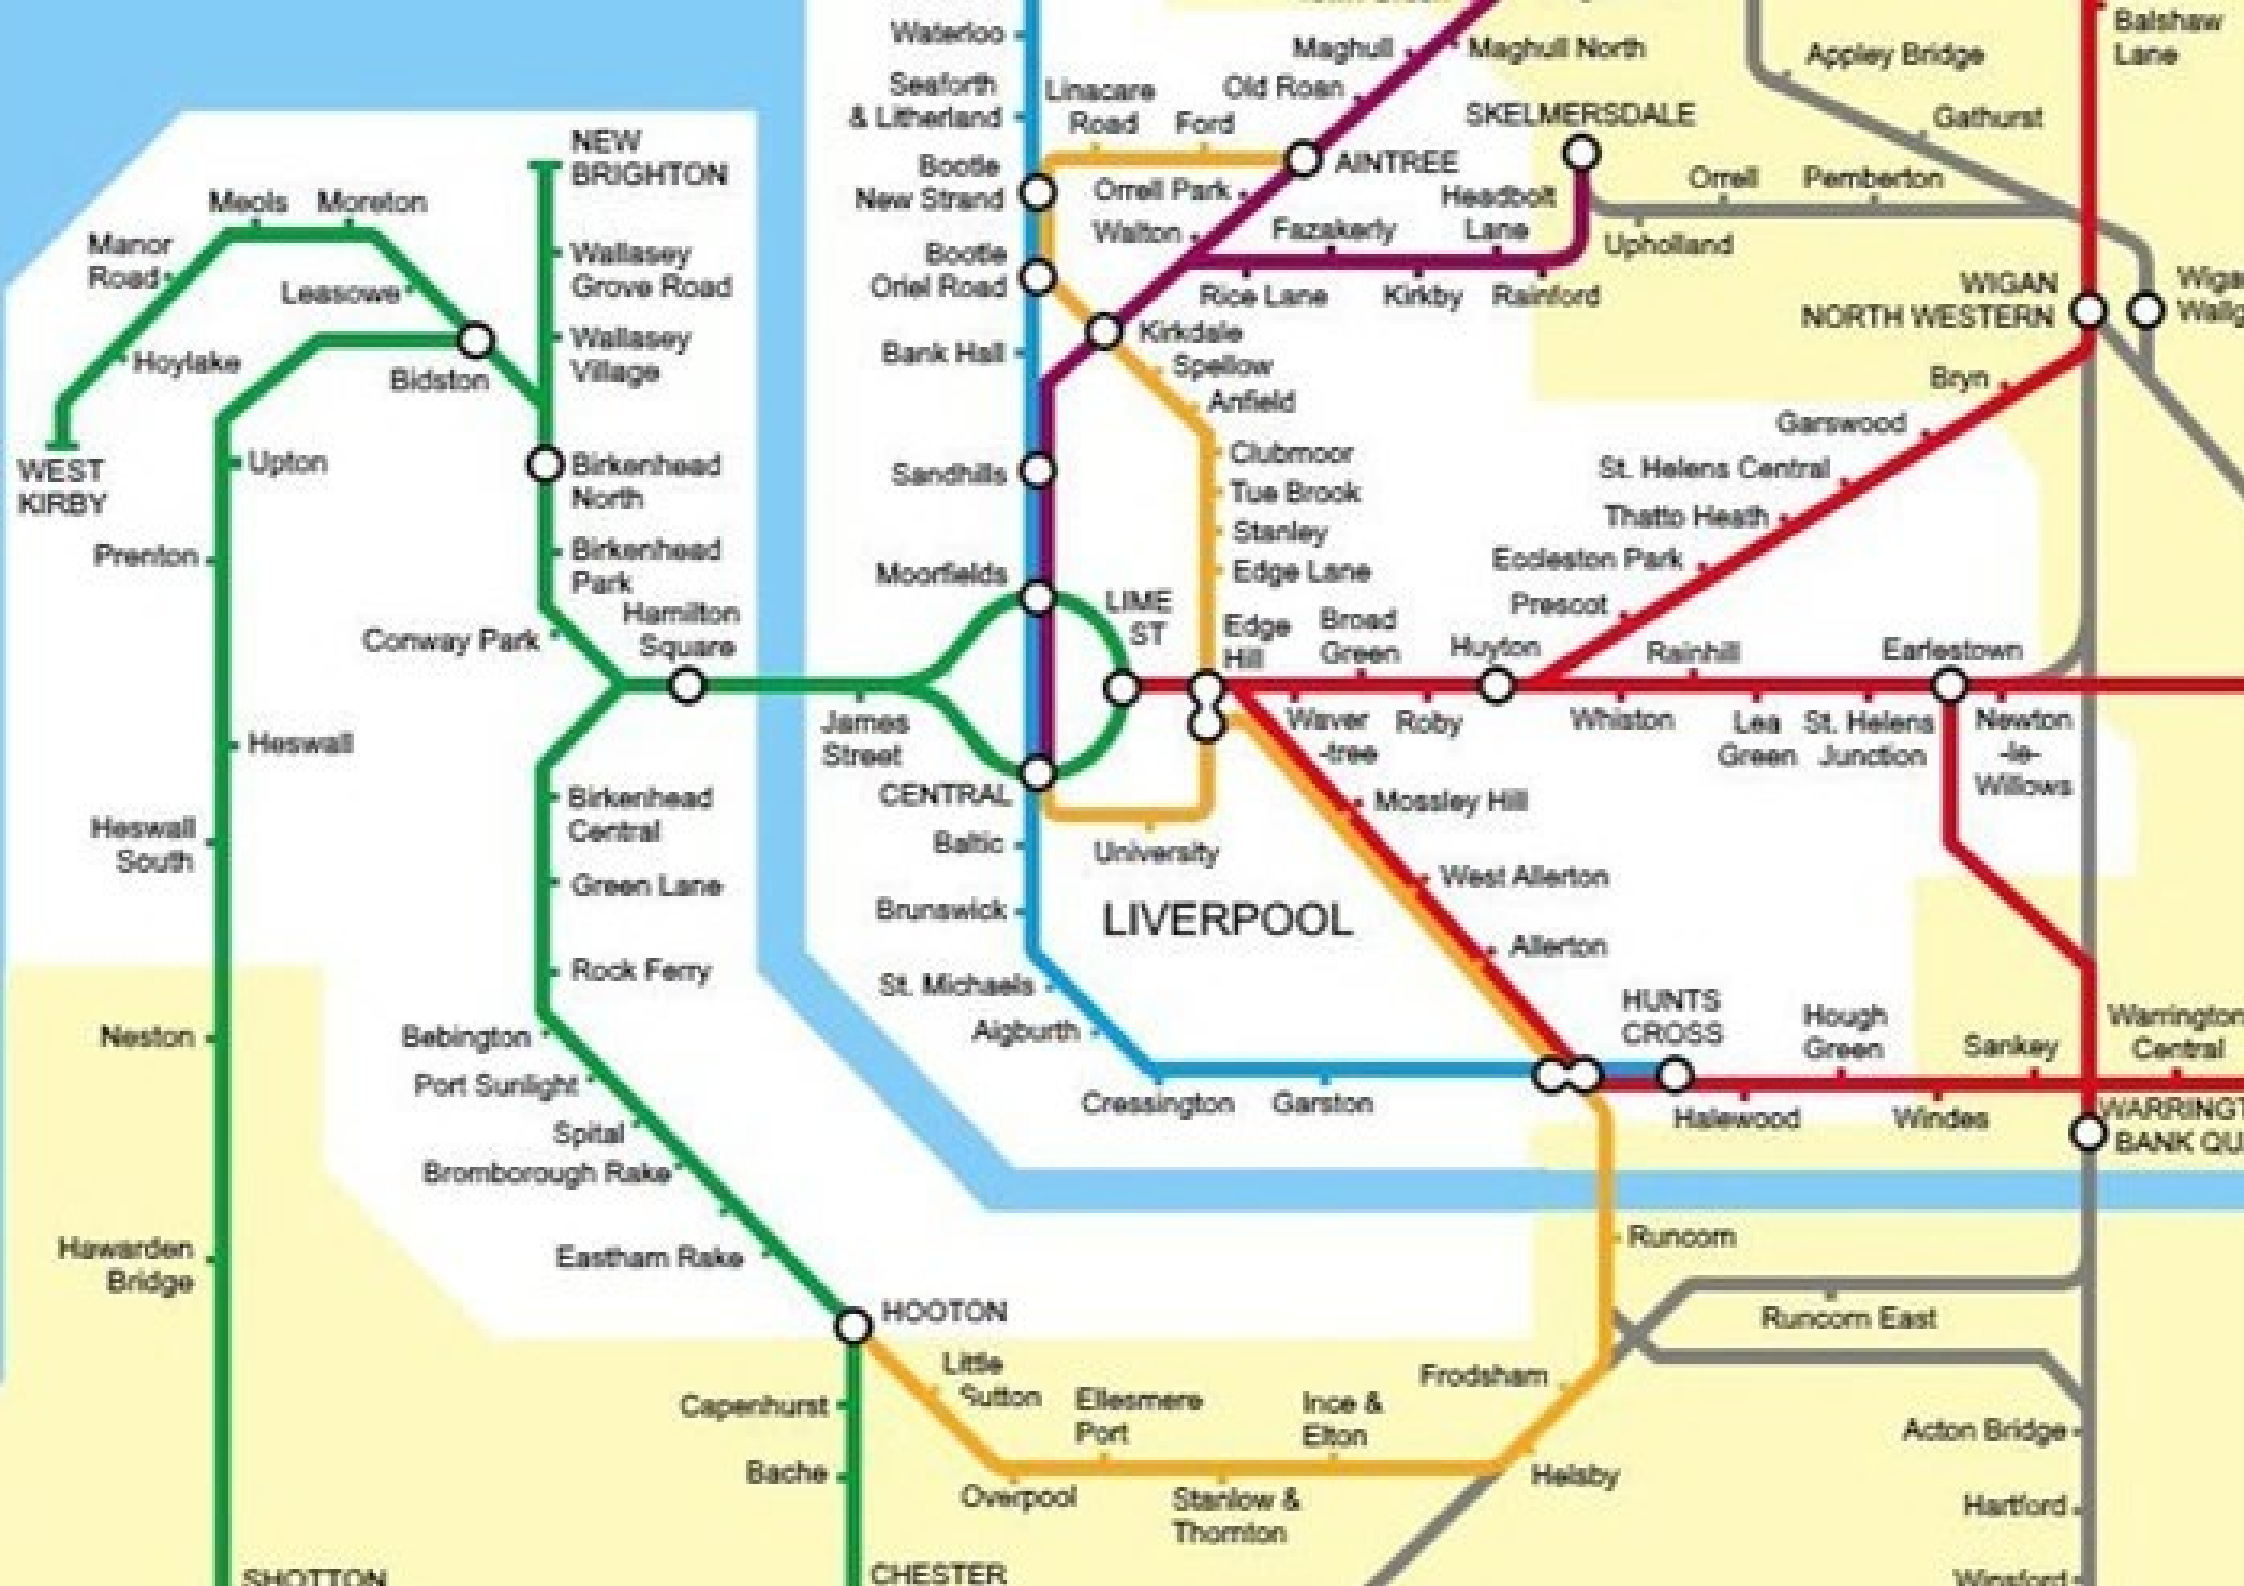 Waterloo
Seaforth
& Litherland
Bootle
New Strand
Bootle
Oriel Road
Bank Hall
Sandhills
Moorfields
LIME
ST
James
Street
CENTRAL
Baltic
Brunswick
St. Michaels
Aigburth
Cressington
Garston
HUNTS
CROSS
Linacare
Road
Ford
Maghull
Maghull North
Old Roan
AINTREE
Orrell Park
Walton
Fazakerly
Headbolt
Lane
SKELMERSDALE
Rice Lane
Kirkby
Rainford
Kirkdale
Spellow
Anfield
Clubmoor
Tue Brook
Stanley
Edge Lane
Edge
Hill
University
LIVERPOOL
Balshaw
Lane
Appley Bridge
Gathurst
Orrell
Pemberton
Upholland
WIGAN
NORTH WESTERN
Wiga
Wallg
Bryn
Garswood
St. Helens Central
Thatto Heath
Eccleston Park
Prescot
Broad
Green
Huyton
Rainhill
Earlestown
Waver
-tree
Roby
Whiston
Lea
Green
St. Helens
Junction
Newton
-le-
Willows
Mossley Hill
West Allerton
Allerton
Hough
Green
Sankey
Warrington
Central
Halewood
Windes
WARRINGT
BANK QU
Runcorn
Runcorn East
Frodsham
Helsby
Acton Bridge
Hartford
Winsford
NEW
BRIGHTON
Meols
Moreton
Manor
Road
Leasowe
Hoylake
Bidston
WEST
KIRBY
Wallasey
Grove Road
Wallasey
Village
Birkenhead
North
Birkenhead
Park
Hamilton
Square
Conway Park
Upton
Prenton
Heswall
Heswall
South
Neston
Hawarden
Bridge
SHOTTON
Birkenhead
Central
Green Lane
Rock Ferry
Bebington
Port Sunlight
Spital
Bromborough Rake
Eastham Rake
HOOTON
Little
Sutton
Capenhurst
Bache
CHESTER
Overpool
Ellesmere
Port
Stanlow &
Thornton
Ince &
Elton